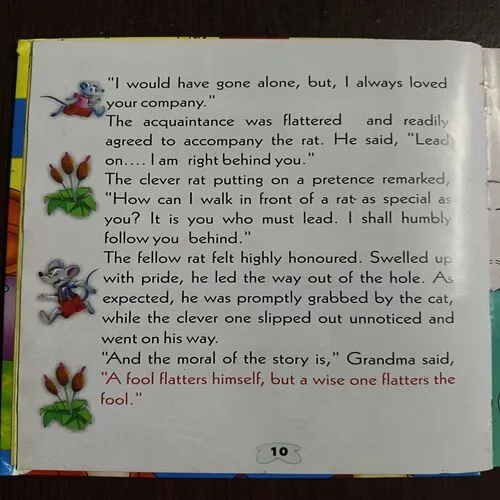 "I would have gone alone, but, I always loved
your company."
The acquaintance was flattered and readily
agreed to accompany the rat. He said, "Lead
on.... I am right behind you."
The clever rat putting on a pretence remarked,
"How can I walk in front of a rat as special as
you? It is you who must lead. I shall humbly
follow you behind."
The fellow rat felt highly honoured. Swelled up
with pride, he led the way out of the hole. As
expected, he was promptly grabbed by the cat,
while the clever one slipped out unnoticed and
went on his way.
"And the moral of the story is," Grandma said,
"A fool flatters himself, but a wise one flatters the
fool."
10